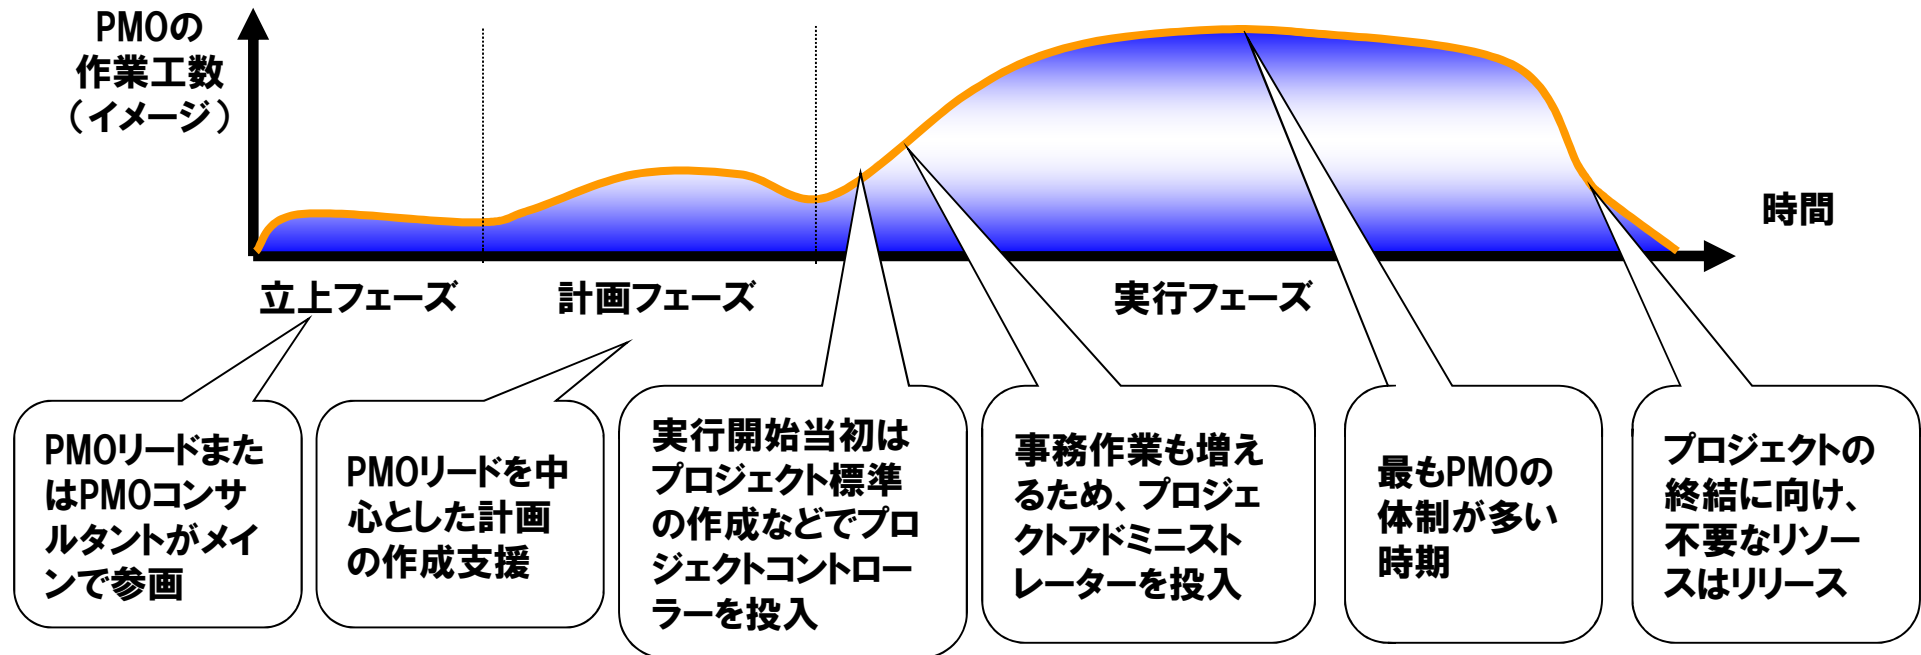 PMOの
作業工数
（イメージ）
時間
立上フェーズ
計画フェーズ
実行フェーズ
PMOリードまた
はPMOコンサ
ルタントがメイ
ンで参画
PMOリードを中
心とした計画
の作成支援
実行開始当初は
プロジェクト標準
の作成などでプロ
ジェクトコントロー
ラーを投入
事務作業も増え
るため、プロジェ
クトアドミニスト
レーターを投入
最もPMOの
体制が多い
時期
プロジェクトの
終結に向け、
不要なリソー
スはリリース